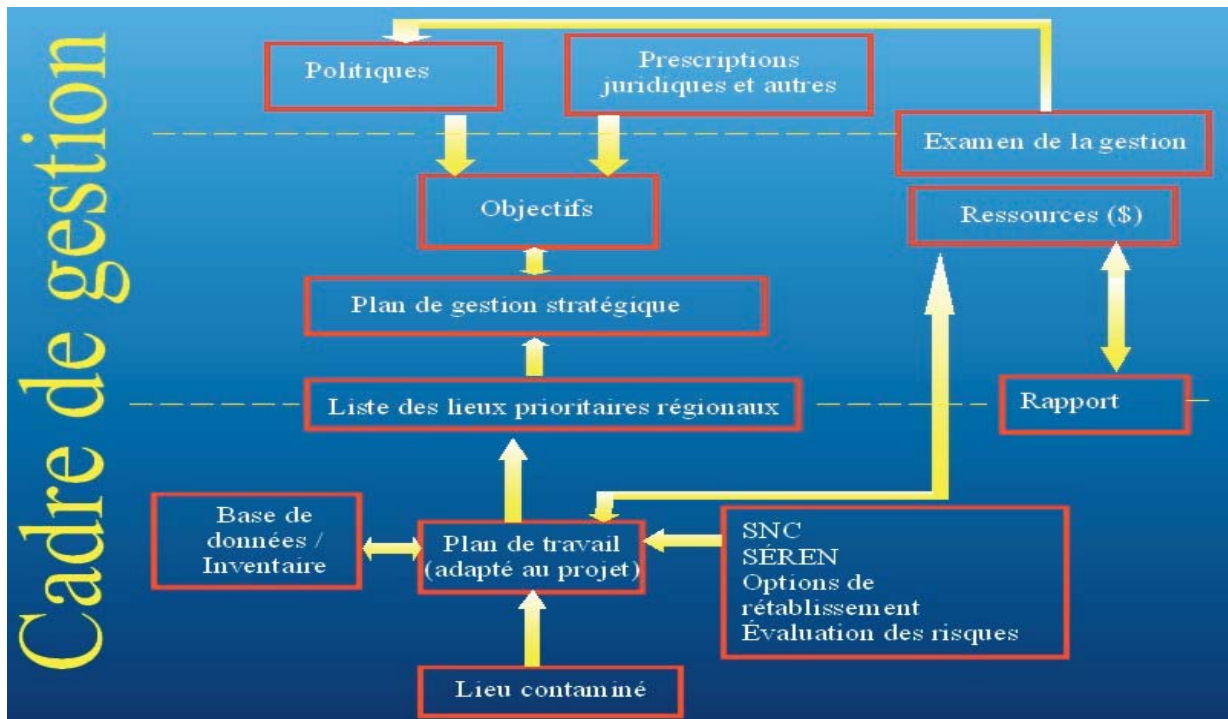 Cadre de gestion
Politiques
Prescriptions
juridiques et autres
Examen de la gestion
Objectifs
Ressources ($)
Plan de gestion stratégique
Liste des lieux prioritaires régionaux
Rapport
Base de
données /
Inventaire
Plan de travail
(adapté au projet)
SNC
SÉREN
Options de
rétablissement
Évaluation des risques
Lieu contaminé